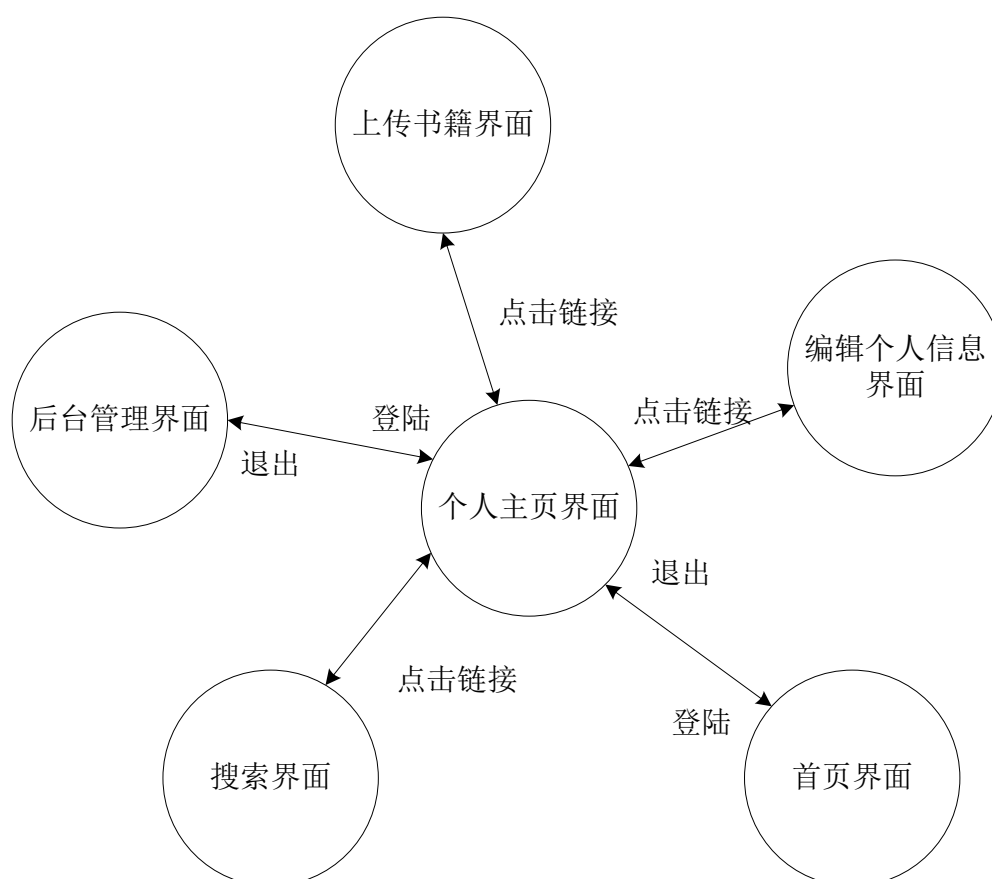 上传书籍界面
点击链接
编辑个人信息
界面
点击链接
登陆
后台管理界面
退出
个人主页界面
退出
点击链接
登陆
搜索界面
首页界面